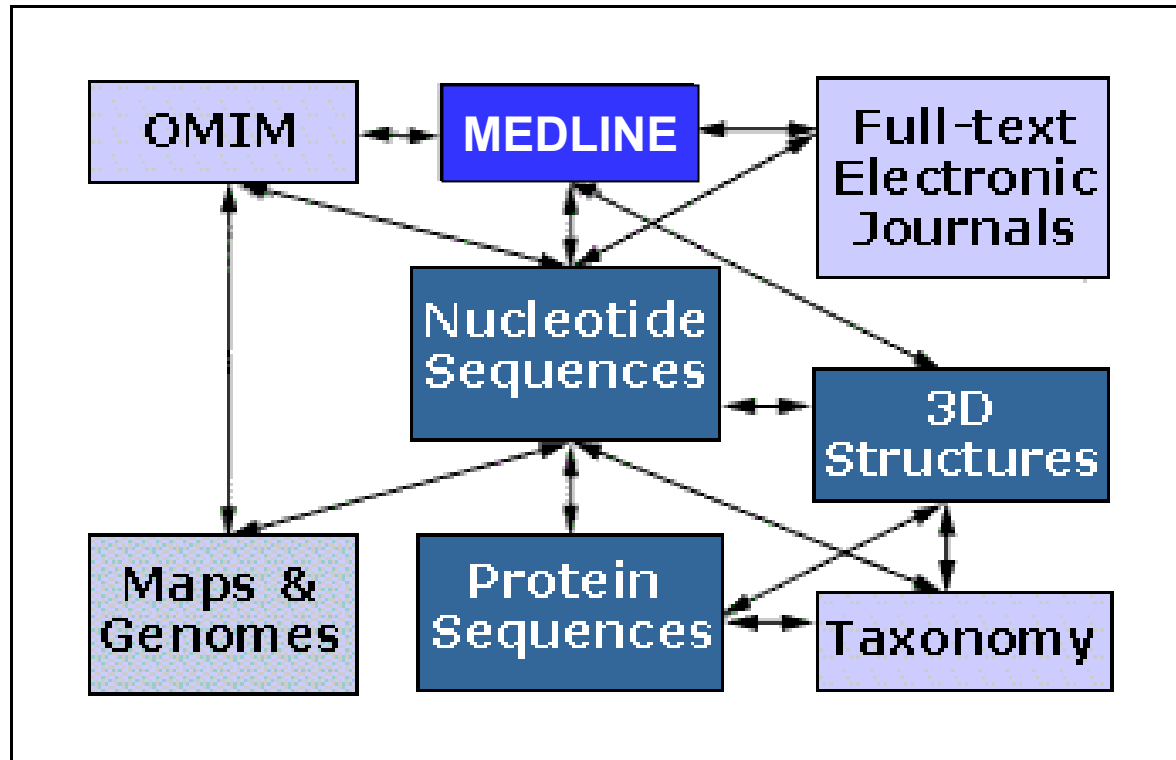 OMIM
MEDLINE
Full-text
Electronic
Journals
Nucleotide
Sequences
3D
Structures
Maps &
Genomes
Protein
Sequences
Taxonomy